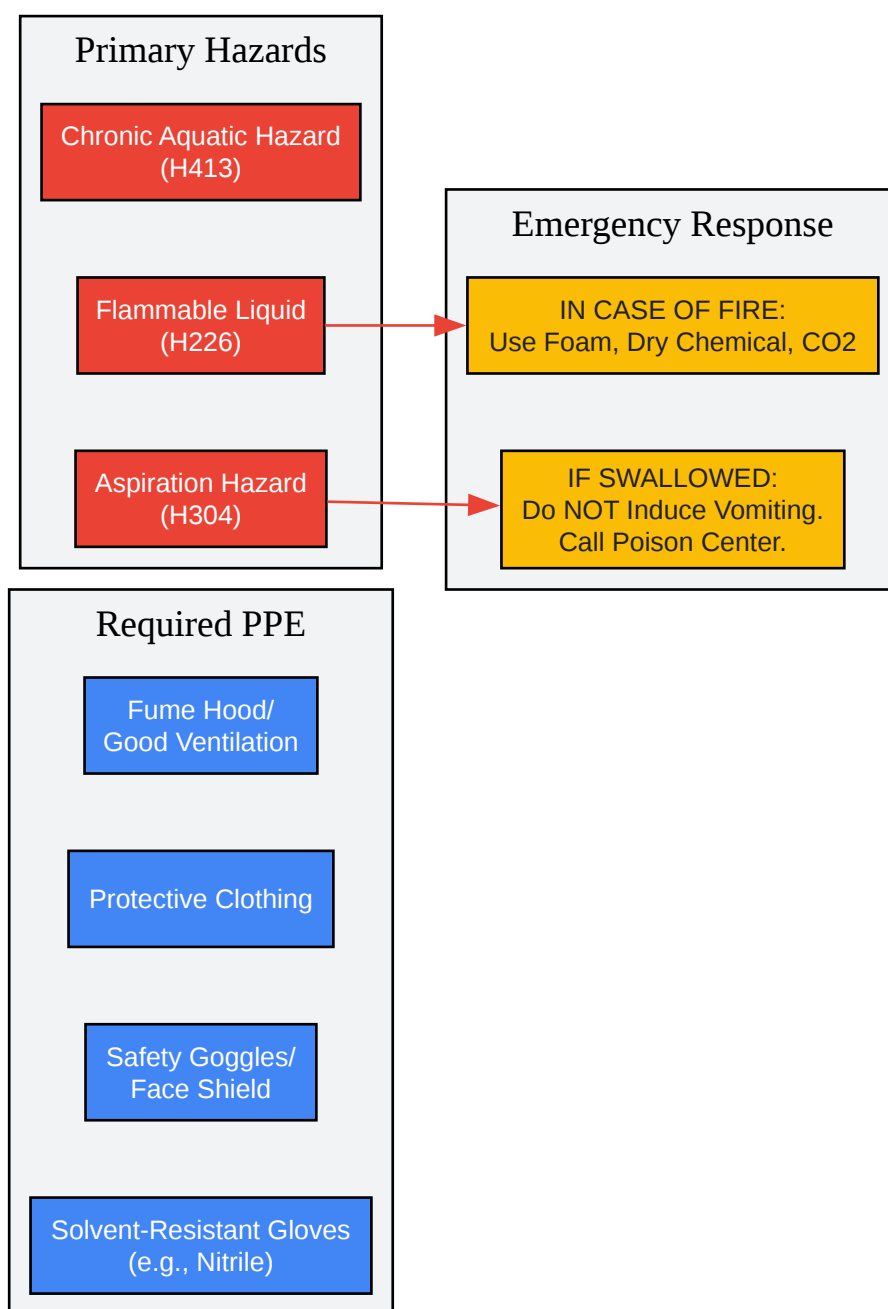 Primary Hazards
Chronic Aquatic Hazard
(H413)
Flammable Liquid
(H226)
Aspiration Hazard
(H304)
Emergency Response
IN CASE OF FIRE:
Use Foam, Dry Chemical, CO2
IF SWALLOWED:
Do NOT Induce Vomiting.
Call Poison Center.
Required PPE
Fume Hood/
Good Ventilation
Protective Clothing
Safety Goggles/
Face Shield
Solvent-Resistant Gloves
(e.g., Nitrile)